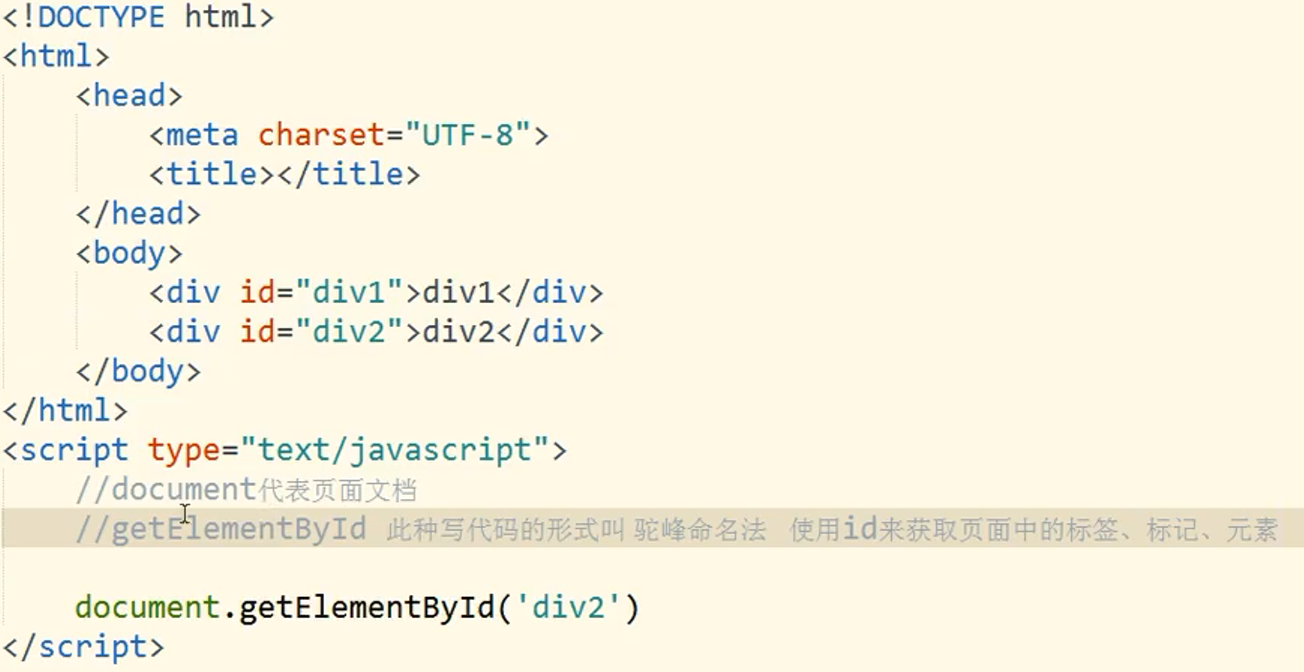 <!DOCTYPE html>
<html>
<head>
<meta charset="UTF-8">
<title></title>
</head>
<body>
<div id="div1">div1</div>
<div id="div2">div2</div>
</body>
</html>
<script type="text/javascript">
//document代表页面文档
//getElementById 此种写代码的形式叫 驼峰命名法 使用id来获取页面中的标签、标记、元素
document.getElementById('div2')
</script>